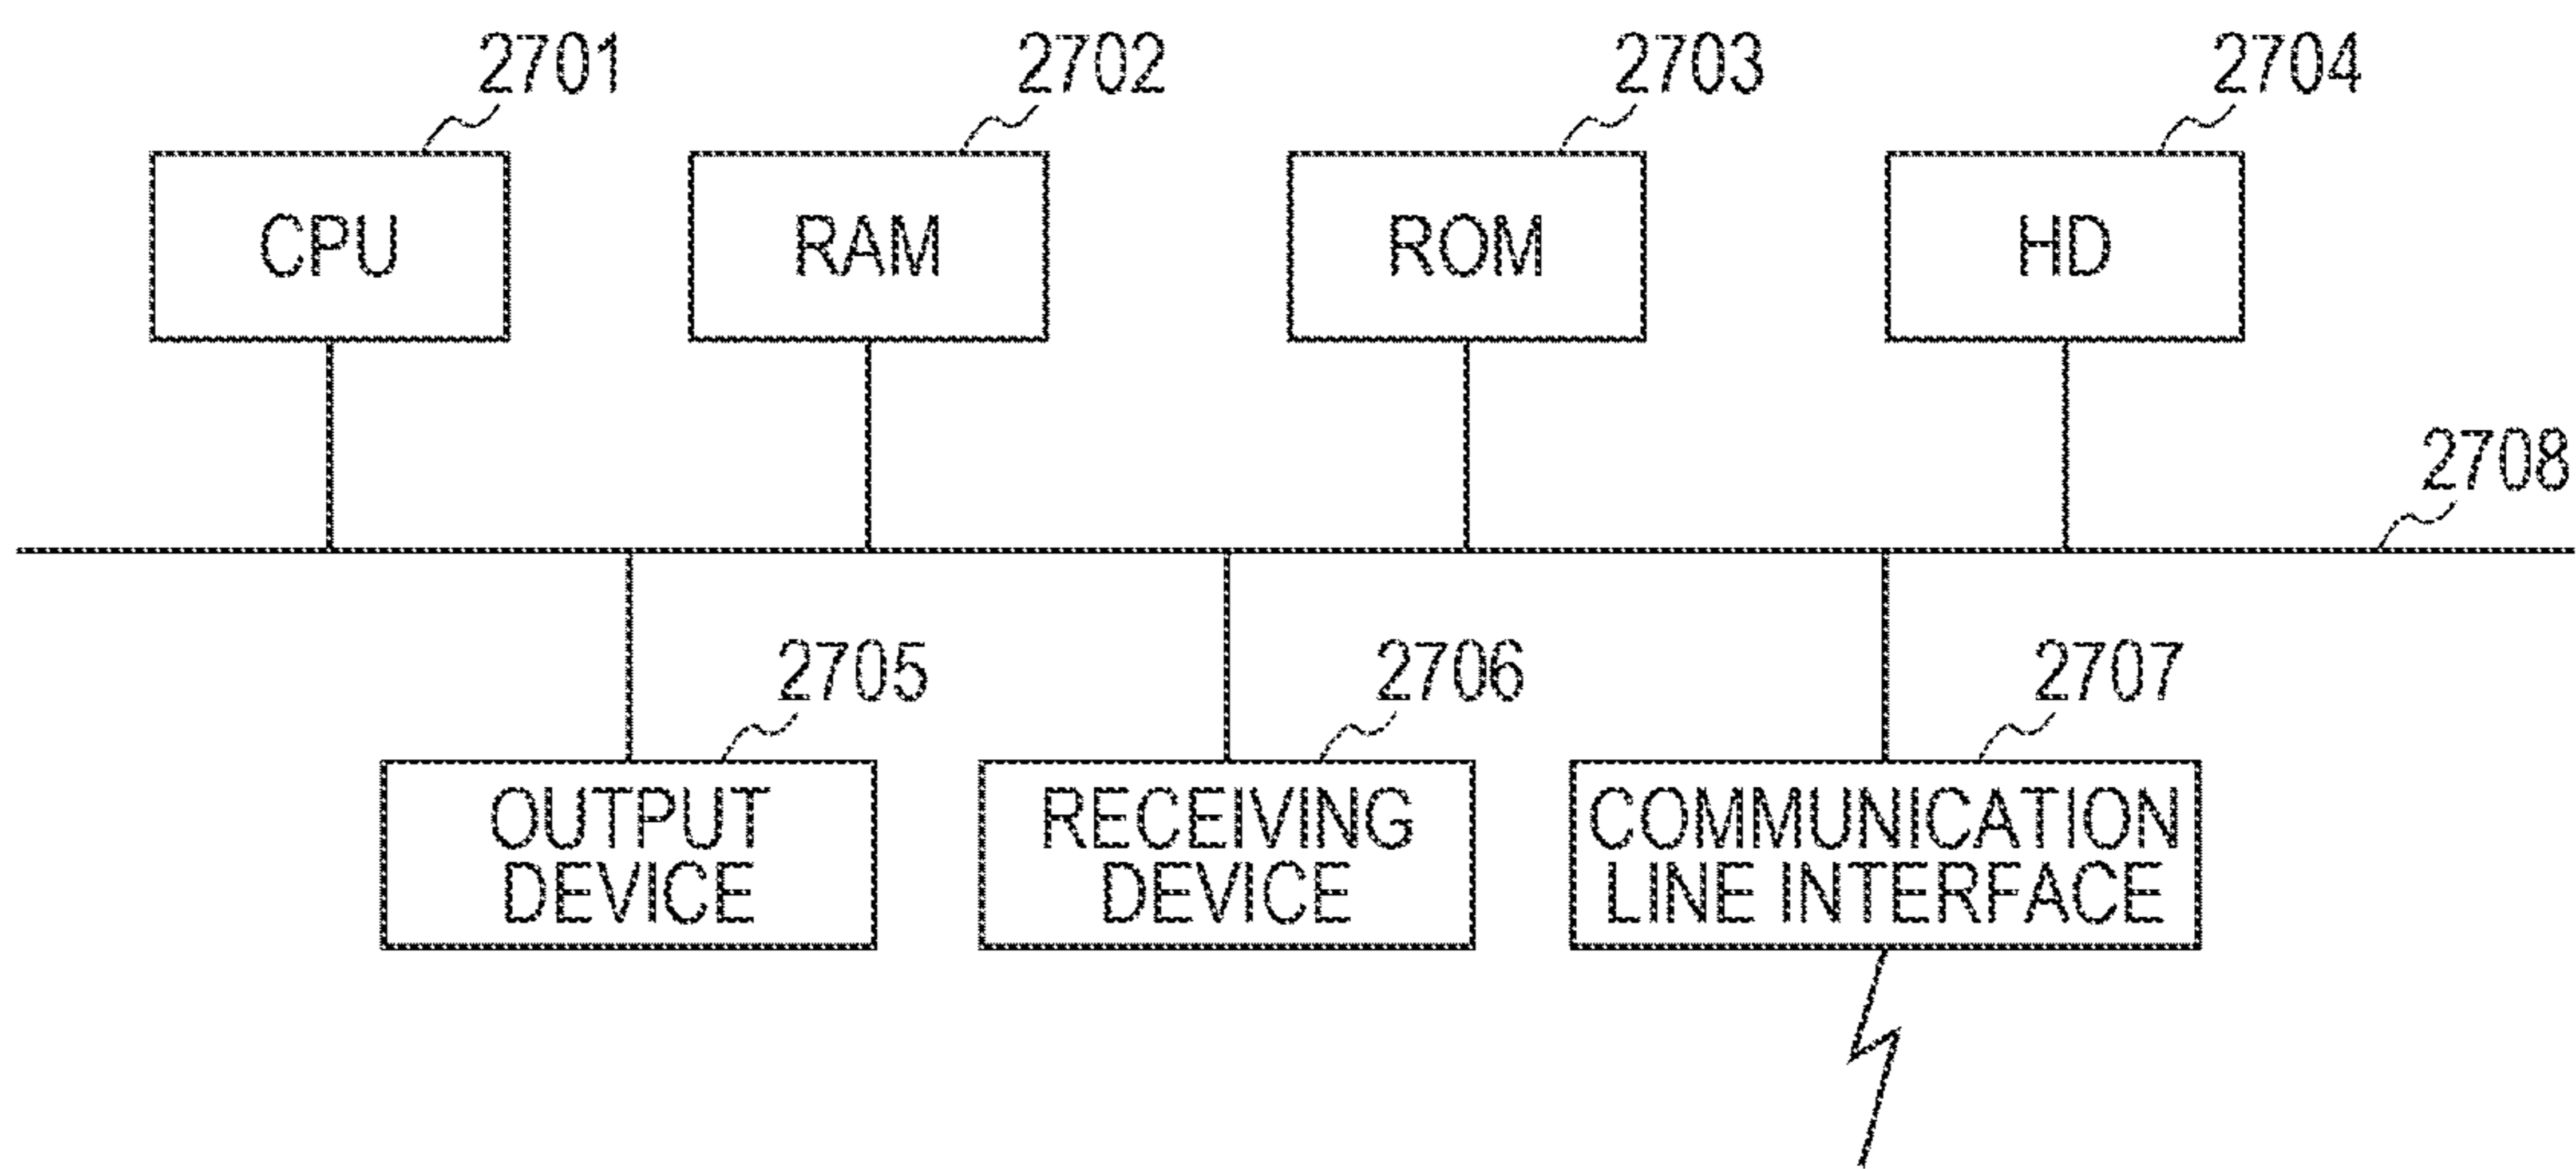 2701
2702
2703
2704
CPU
RAM
ROM
HD
2708
2705
2706
2707
OUTPUT
DEVICE
RECEIVING
DEVICE
COMMUNICATION
LINE INTERFACE